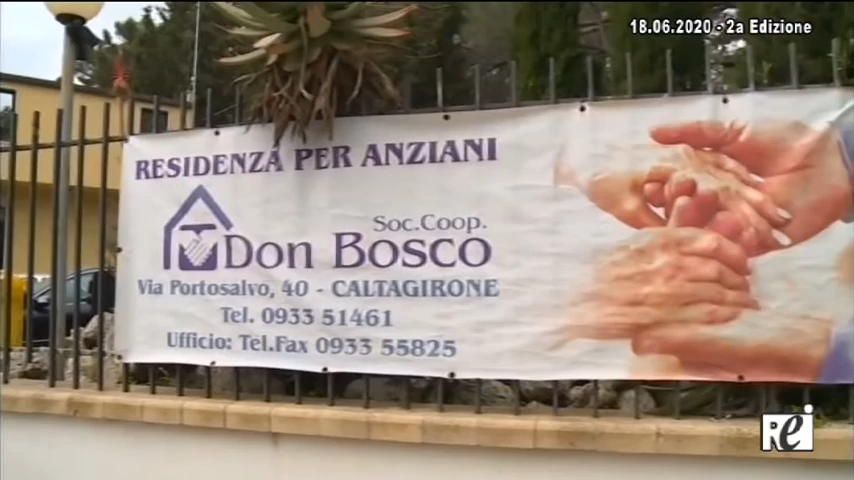 18.06.2020 - 2a Edizione
RESIDENZA PER ANZIANI
Soc.Coop.
Don Bosco
Via Portosalvo, 40 - CALTAGIRONE
Tel. 0933 51461
Ufficio: Tel./Fax 0933 55825
Rei